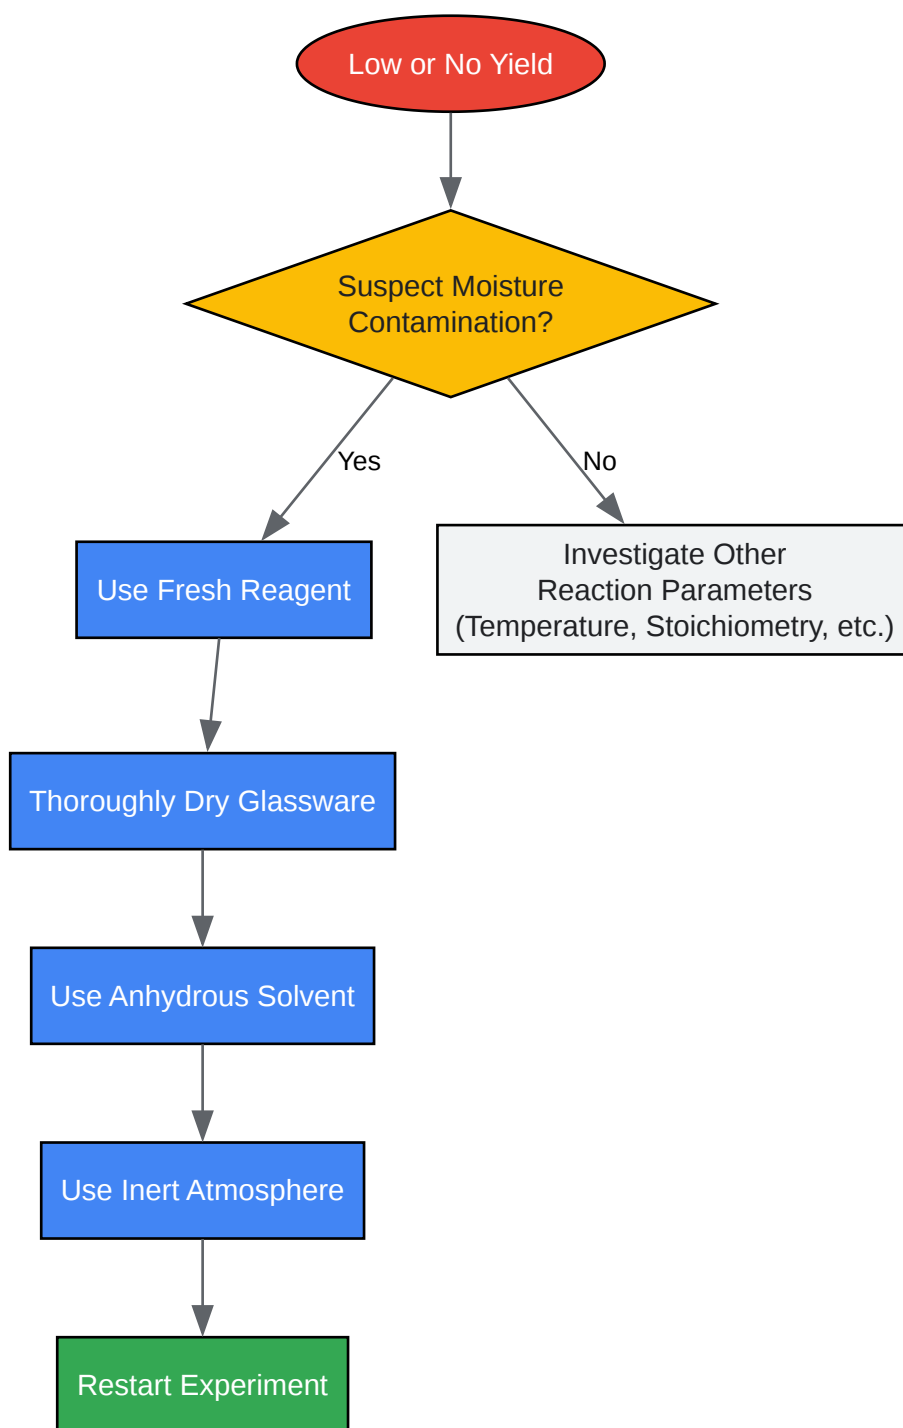 Low or No Yield
Suspect Moisture
Contamination?
Yes
No
Use Fresh Reagent
Investigate Other
Reaction Parameters
(Temperature, Stoichiometry, etc.)
Thoroughly Dry Glassware
Use Anhydrous Solvent
Use Inert Atmosphere
Restart Experiment